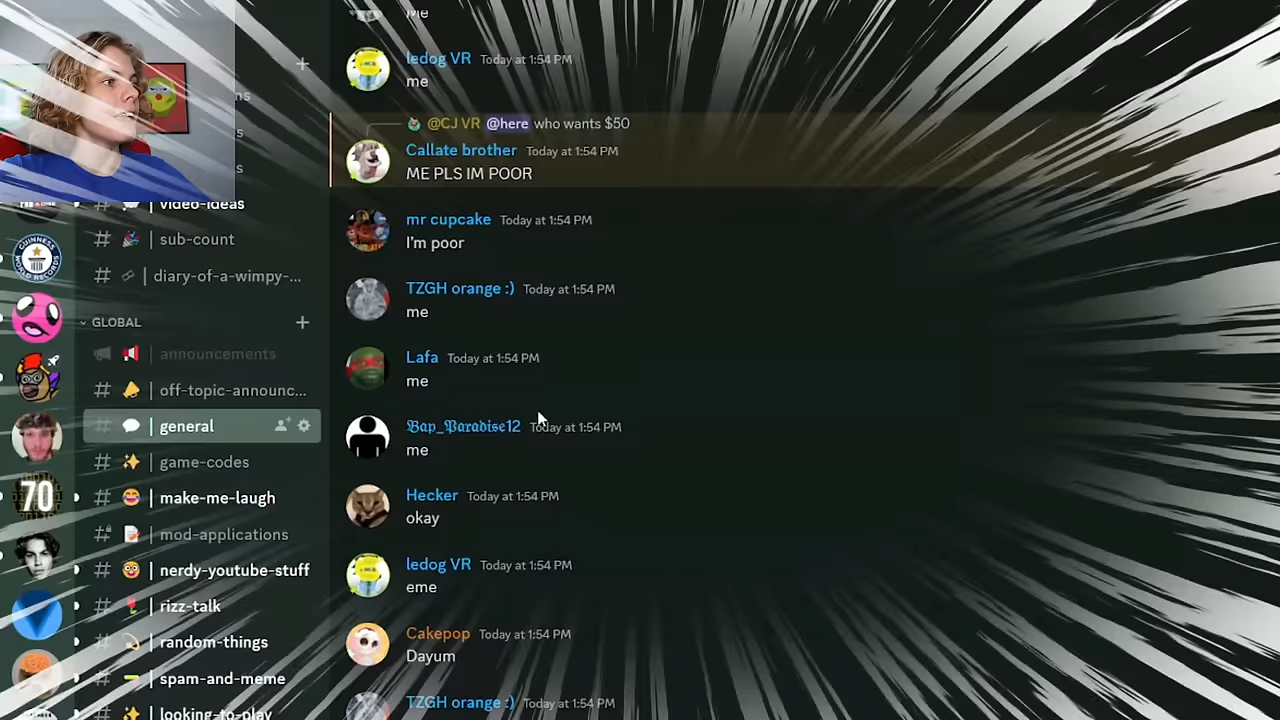 Me
ledog VR Today at 1:54 PM
me
@CJ VR @here who wants $50
Callate brother Today at 1:54 PM
ME PLS IM POOR
mr cupcake Today at 1:54 PM
I'm poor
TZGH orange :) Today at 1:54 PM
me
Lafa Today at 1:54 PM
me
𝕭𝖆𝖕_𝕻𝖆𝖗𝖆𝖉𝖎𝖘𝖊12 Today at 1:54 PM
me
Hecker Today at 1:54 PM
okay
ledog VR Today at 1:54 PM
eme
Cakepop Today at 1:54 PM
Dayum
TZGH orange :) Today at 1:54 PM
ns
s
s
# | video-ideas
# | sub-count
# | diary-of-a-wimpy-...
GLOBAL +
| announcements
# | off-topic-announc...
# | general
# | game-codes
# | make-me-laugh
# | mod-applications
# | nerdy-youtube-stuff
# | rizz-talk
# | random-things
# | spam-and-meme
# | looking-to-play
GUINNESS
WORLD RECORDS
70